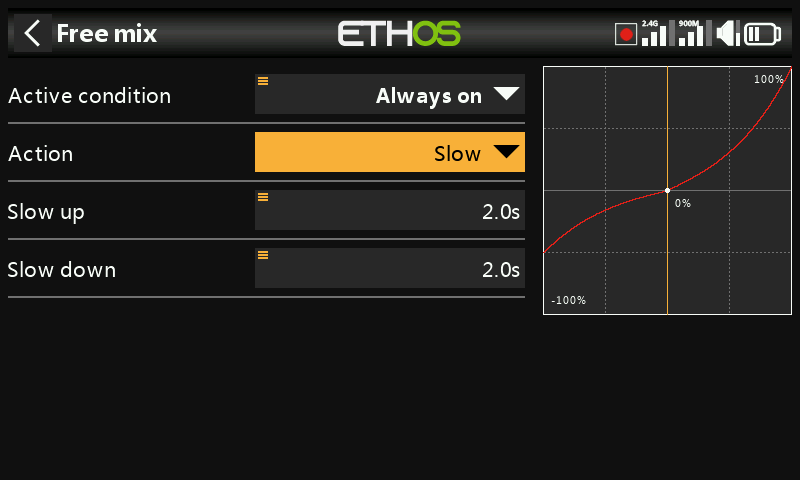 Free mix
ETHOS
2.4G
900M
Active condition
Always on
Action
Slow
Slow up
2.0s
Slow down
2.0s
100%
0%
-100%